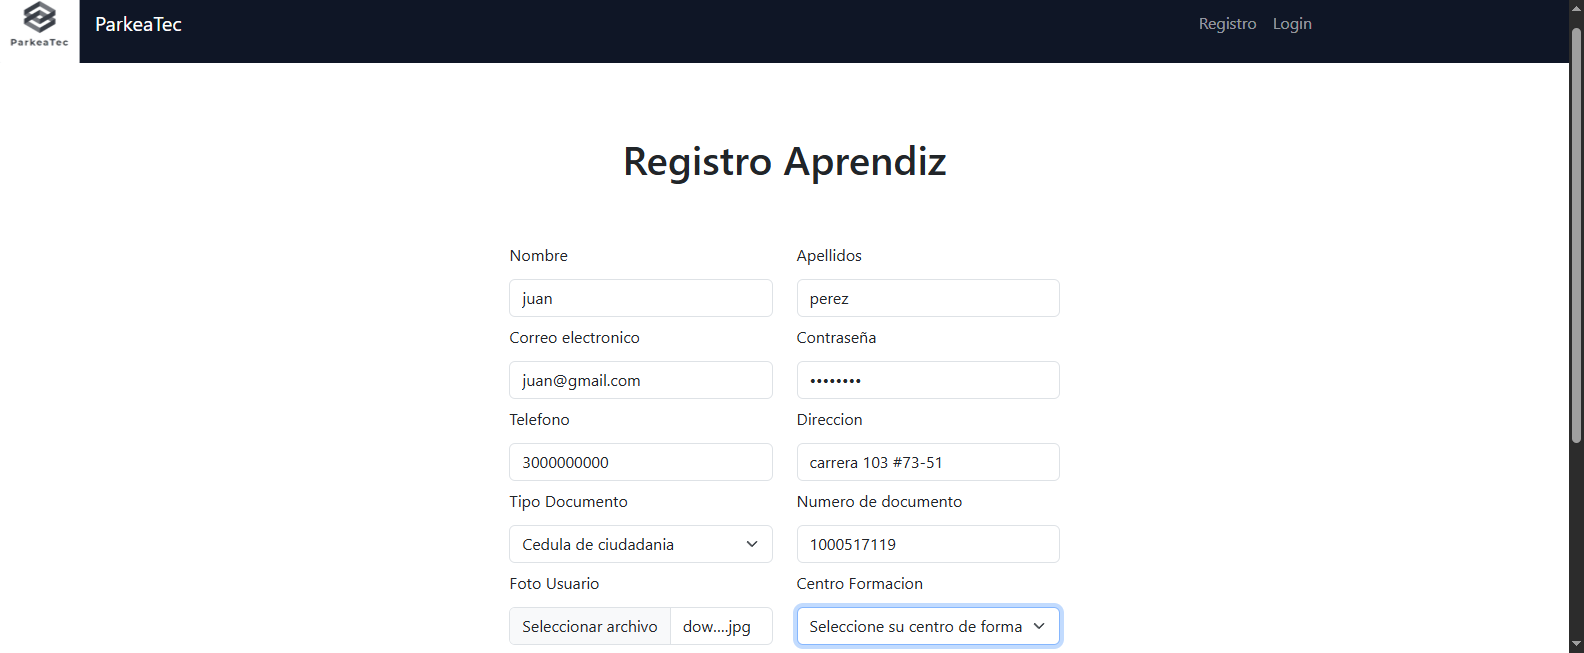 ParkeaTec
ParkeaTec
Registro Login
Registro Aprendiz
Nombre
Apellidos
juan
perez
Correo electronico
Contraseña
juan@gmail.com
••••••••
Telefono
Direccion
3000000000
carrera 103 #73-51
Tipo Documento
Numero de documento
Cedula de ciudadania
1000517119
Foto Usuario
Centro Formacion
Seleccionar archivo dow....jpg
Seleccione su centro de forma